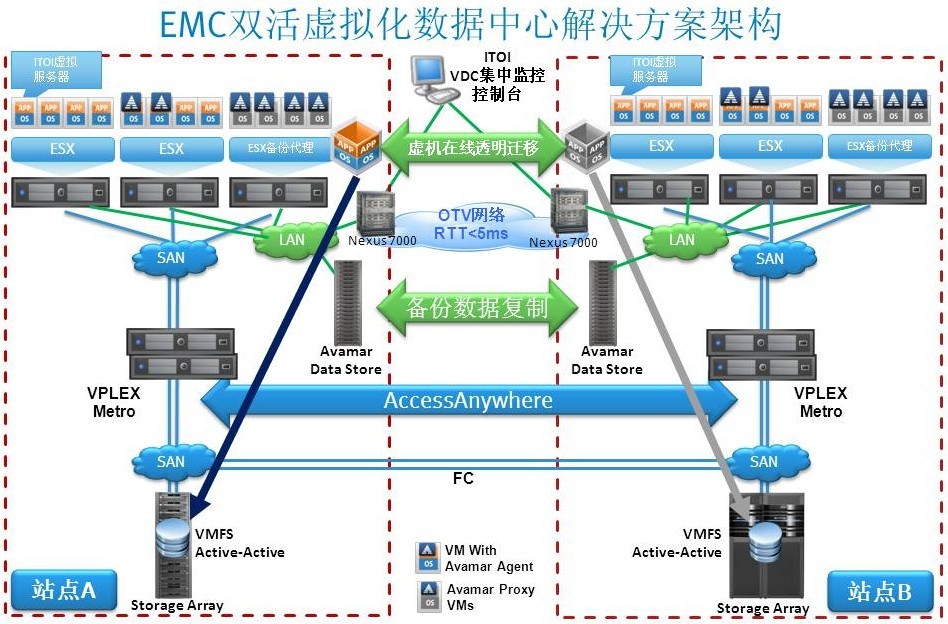 EMC双活虚拟化数据中心解决方案架构
ITOI虚拟
服务器
APP APP APP APP
OS OS OS OS
APP APP
OS OS OS OS
OS OS OS OS
ESX
ESX
ESX备份代理
APP APP
OS
ITOI
VDC集中监控
控制台
虚机在线透明迁移
APP APP
OS
ITOI虚拟
服务器
APP APP APP APP
OS OS OS OS
APP APP
OS OS OS OS
OS OS OS OS
ESX
ESX
ESX备份代理
SAN
LAN
Nexus7000
OTV网络
RTT<5ms
Nexus7000
LAN
SAN
Avamar
Data Store
备份数据复制
Avamar
Data Store
VPLEX
Metro
AccessAnywhere
VPLEX
Metro
SAN
FC
SAN
VMFS
Active-Active
VMFS
Active-Active
OS
VM With
Avamar Agent
OS
Avamar Proxy
VMs
站点A
Storage Array
Storage Array
站点B